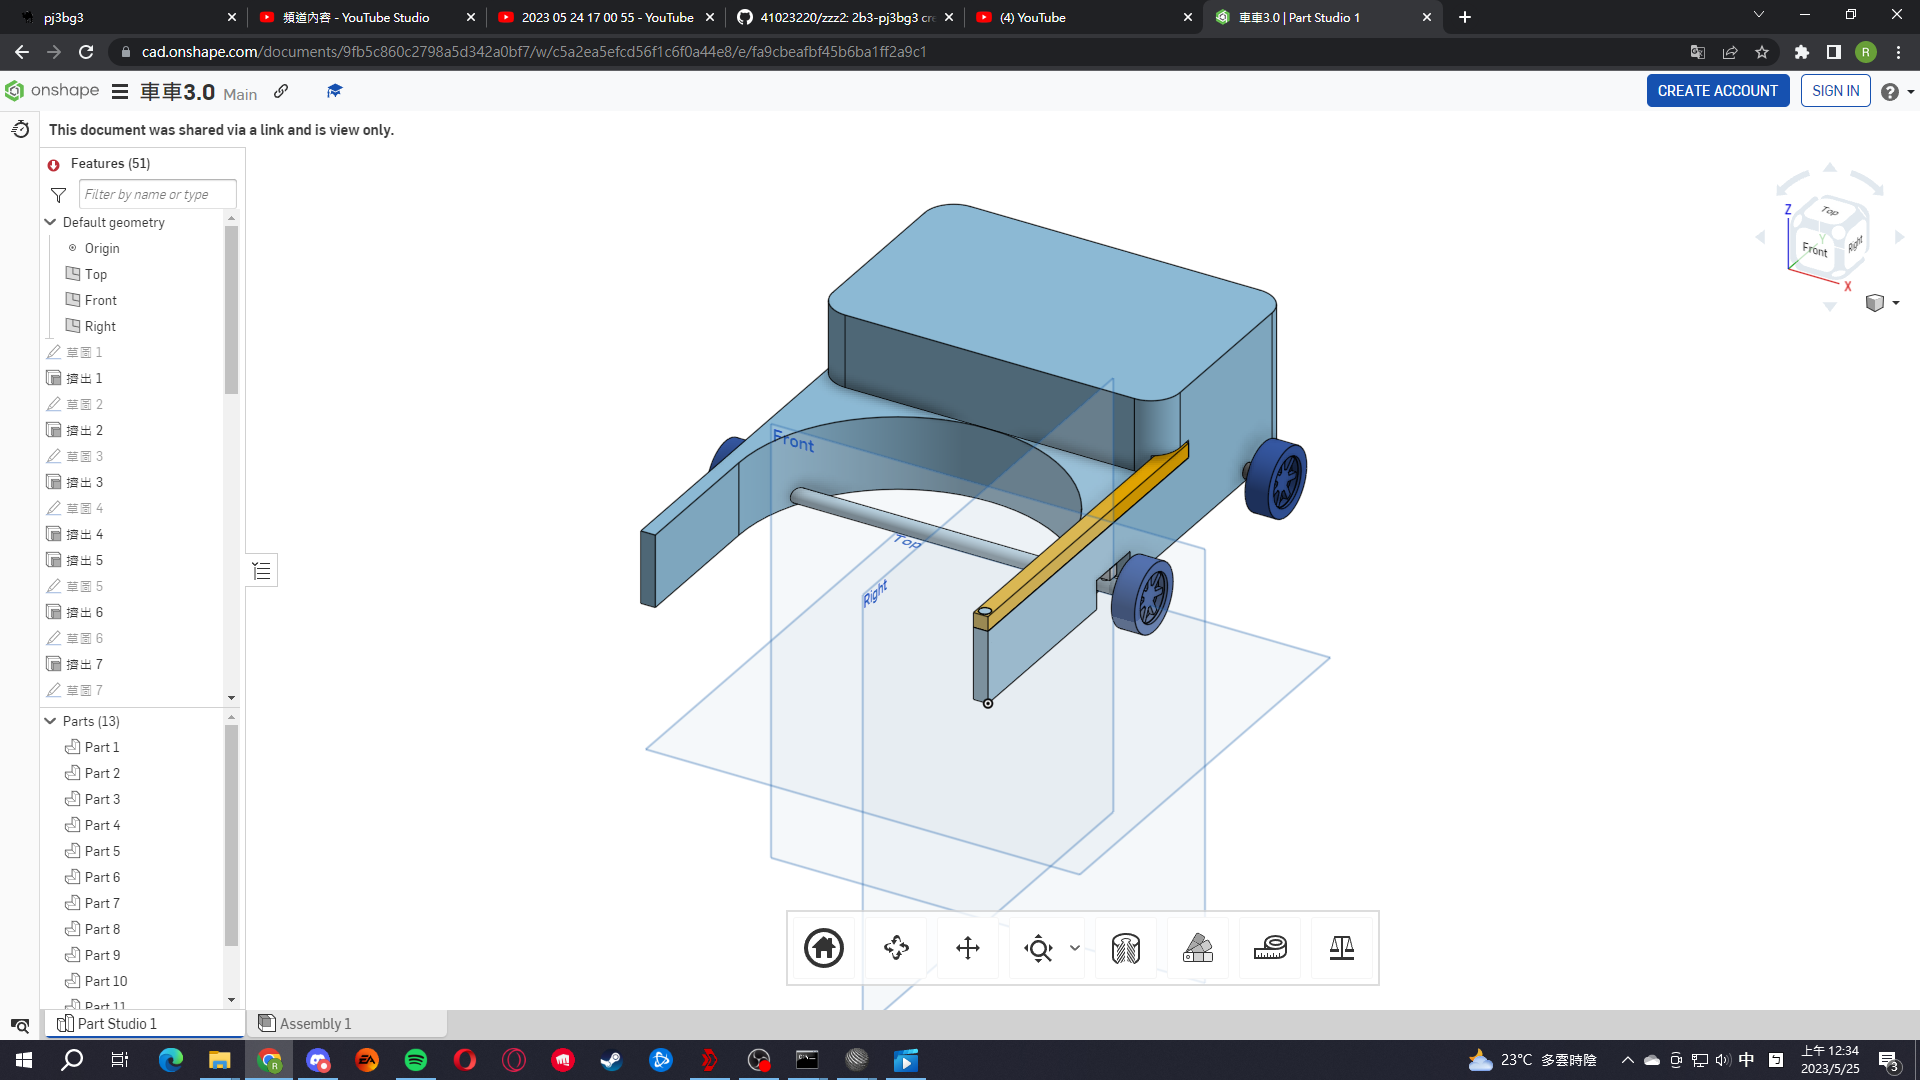 pj3bg3
頻道內容 - YouTube Studio
2023 05 24 17 00 55 - YouTube
41023220/zzz2: 2b3-pj3bg3 cre
(4) YouTube
車車3.0 | Part Studio 1
cad.onshape.com/documents/9fb5c860c2798a5d342a0bf7/w/c5a2ea5efcd56f1c6f0a44e8/e/fa9cbeafbf45b6ba1ff2a9c1
R
onshape
車車3.0 Main
CREATE ACCOUNT
SIGN IN
This document was shared via a link and is view only.
Features (51)
Filter by name or type
Default geometry
Origin
Top
Front
Right
草圖 1
擠出 1
草圖 2
擠出 2
草圖 3
擠出 3
草圖 4
擠出 4
擠出 5
草圖 5
擠出 6
草圖 6
擠出 7
草圖 7
Parts (13)
Part 1
Part 2
Part 3
Part 4
Part 5
Part 6
Part 7
Part 8
Part 9
Part 10
Part 11
Front
Top
Right
Z
Top
Y
Front
Right
X
Part Studio 1
Assembly 1
R
EA
23°C 多雲時陰
中
上午 12:34
2023/5/25
3